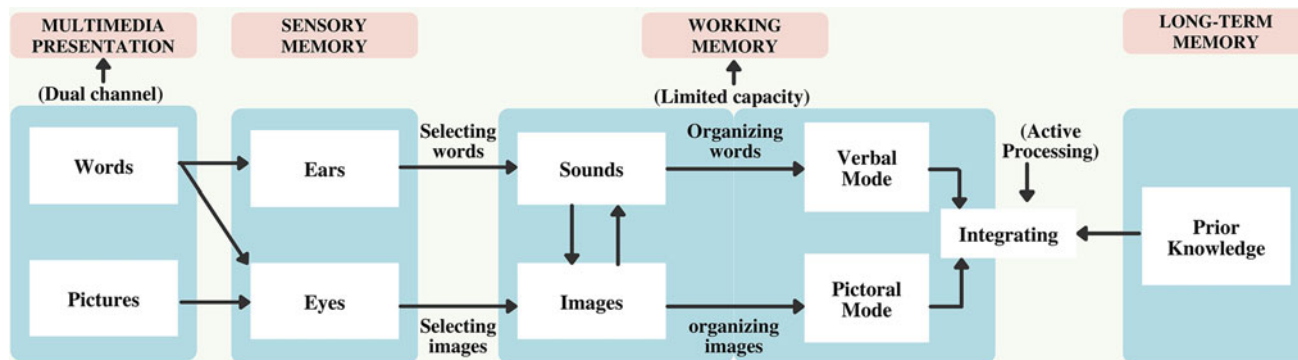 MULTIMEDIA
PRESENTATION
SENSORY
MEMORY
WORKING
MEMORY
LONG-TERM
MEMORY
(Dual channel)
(Limited capacity)
Words
Pictures
Ears
Eyes
Selecting
words
Selecting
images
Sounds
Images
Organizing
words
organizing
images
Verbal
Mode
Pictoral
Mode
(Active
Processing)
Integrating
Prior
Knowledge